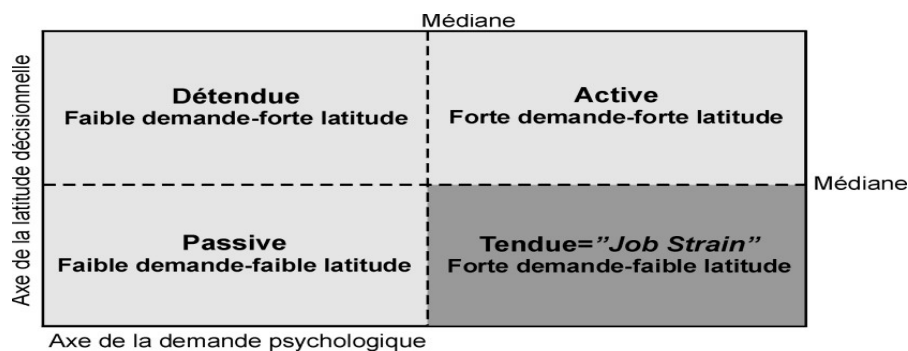 Médiane
Axe de la latitude décisionnelle
Détendue
Faible demande-forte latitude
Active
Forte demande-forte latitude
Médiane
Passive
Faible demande-faible latitude
Tendue=”Job Strain”
Forte demande-faible latitude
Axe de la demande psychologique